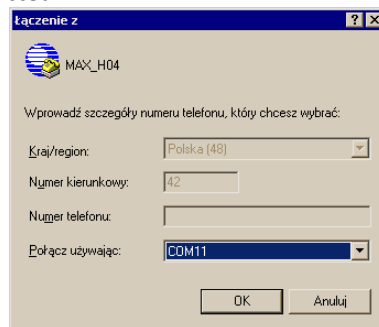 Łączenie z
MAX_H04
Wprowadź szczegóły numeru telefonu, który chcesz wybrać:
Kraj/region: Polska (48)
Numer kierunkowy: 42
Numer telefonu:
Połącz używając: COM11
OK Anuluj